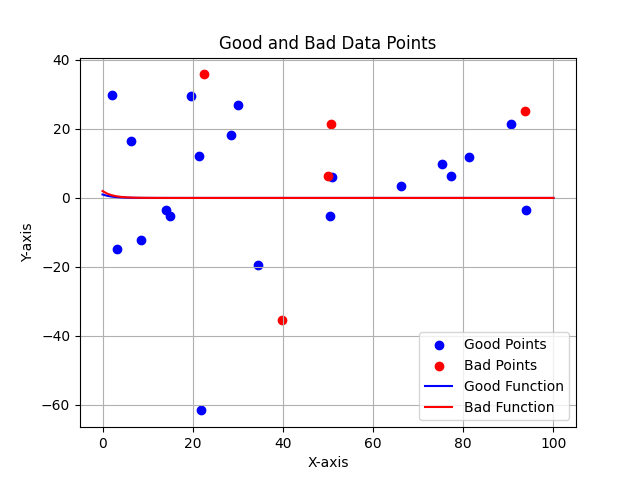 Good and Bad Data Points
Y-axis
40
20
0
−20
−40
−60
0 20 40 60 80 100
X-axis
Good Points
Bad Points
Good Function
Bad Function